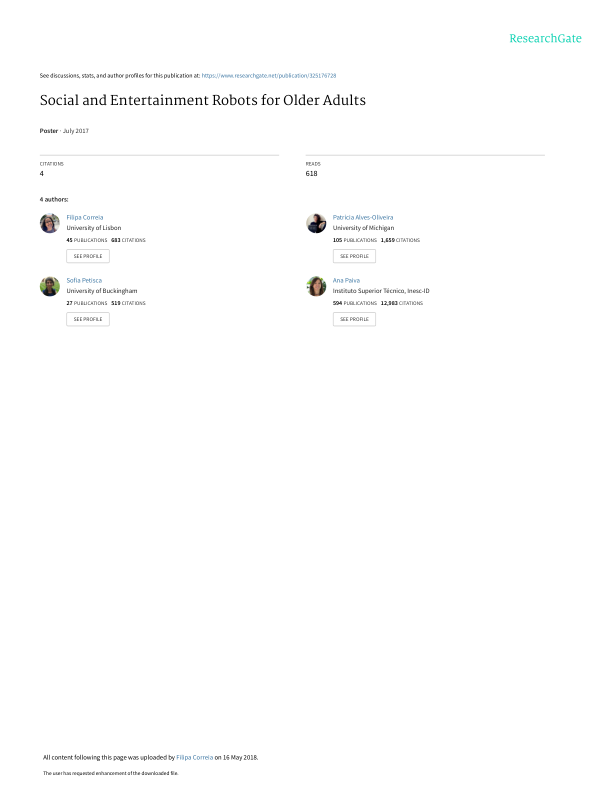 ResearchGate
See discussions, stats, and author profiles for this publication at: https://www.researchgate.net/publication/325176728
Social and Entertainment Robots for Older Adults
Poster · July 2017
CITATIONS
4
READS
618
4 authors:
Filipa Correia
University of Lisbon
45 PUBLICATIONS 683 CITATIONS
SEE PROFILE
Patrícia Alves-Oliveira
University of Michigan
105 PUBLICATIONS 1,659 CITATIONS
SEE PROFILE
Sofia Petisca
University of Buckingham
27 PUBLICATIONS 519 CITATIONS
SEE PROFILE
Ana Paiva
Instituto Superior Técnico, Inesc-ID
594 PUBLICATIONS 12,983 CITATIONS
SEE PROFILE
All content following this page was uploaded by Filipa Correia on 16 May 2018.
The user has requested enhancement of the downloaded file.